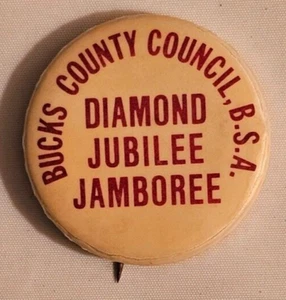 BUCKS COUNTY COUNCIL, B.S.A.
DIAMOND
JUBILEE
JAMBOREE